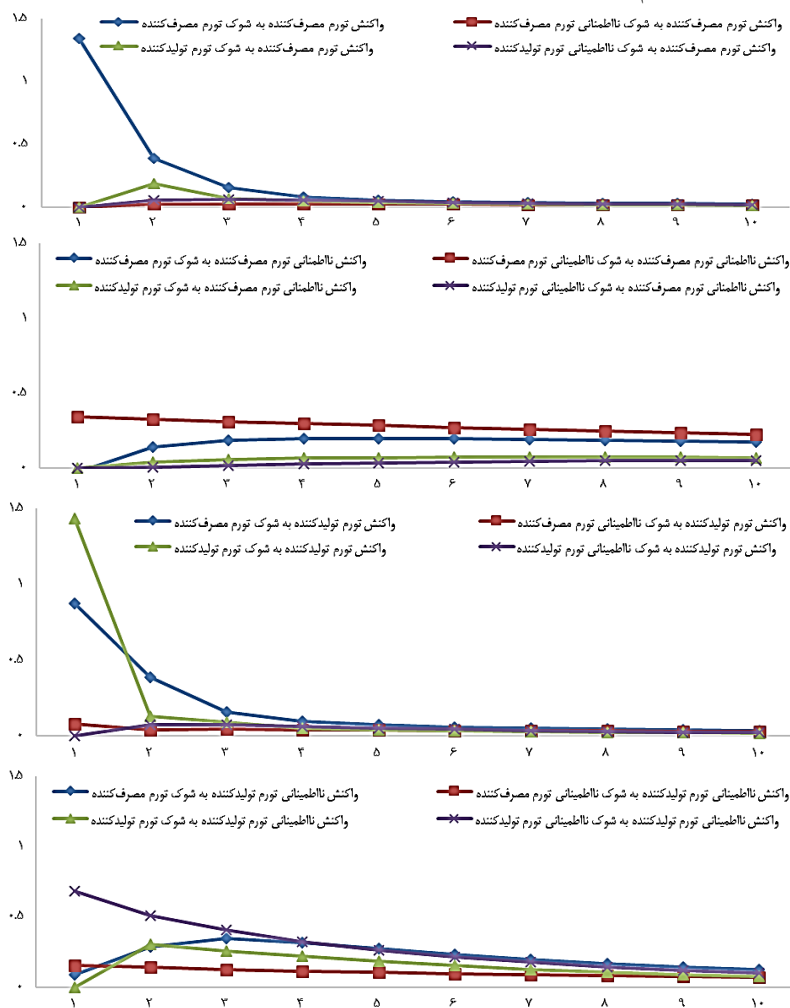 ۱.۵
واکنش تورم مصرف‌کننده به شوک تورم مصرف‌کننده
واکنش تورم مصرف‌کننده به شوک نااطمنانی تورم مصرف‌کننده
واکنش تورم مصرف‌کننده به شوک تورم تولیدکننده
واکنش تورم مصرف‌کننده به شوک نااطمینانی تورم تولیدکننده
۱
۰.۵
۰
۱ ۲ ۳ ۴ ۵ ۶ ۷ ۸ ۹ ۱۰
۱.۵
واکنش نااطمنانی تورم مصرف‌کننده به شوک تورم مصرف‌کننده
واکنش نااطمنانی تورم مصرف‌کننده به شوک نااطمینانی تورم مصرف‌کننده
واکنش نااطمنانی تورم مصرف‌کننده به شوک تورم تولیدکننده
واکنش نااطمنانی تورم مصرف‌کننده به شوک نااطمینانی تورم تولیدکننده
۱
۰.۵
۰
۱ ۲ ۳ ۴ ۵ ۶ ۷ ۸ ۹ ۱۰
۱.۵
واکنش تورم تولیدکننده به شوک تورم مصرف‌کننده
واکنش تورم تولیدکننده به شوک نااطمینانی تورم مصرف‌کننده
واکنش تورم تولیدکننده به شوک تورم تولیدکننده
واکنش تورم تولیدکننده به شوک نااطمینانی تورم تولیدکننده
۱
۰.۵
۰
۱ ۲ ۳ ۴ ۵ ۶ ۷ ۸ ۹ ۱۰
۱.۵
واکنش نااطمینانی تورم تولیدکننده به شوک تورم مصرف‌کننده
واکنش نااطمینانی تورم تولیدکننده به شوک نااطمینانی تورم مصرف‌کننده
واکنش نااطمینانی تورم تولیدکننده به شوک تورم تولیدکننده
واکنش نااطمینانی تورم تولیدکننده به شوک نااطمینانی تورم تولیدکننده
۱
۰.۵
۰
۱ ۲ ۳ ۴ ۵ ۶ ۷ ۸ ۹ ۱۰